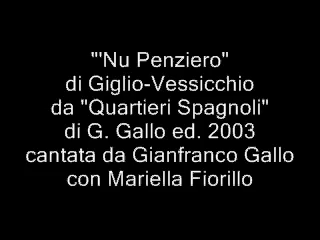 "'Nu Penziero"
di Giglio-Vessicchio
da "Quartieri Spagnoli"
di G. Gallo ed. 2003
cantata da Gianfranco Gallo
con Mariella Fiorillo